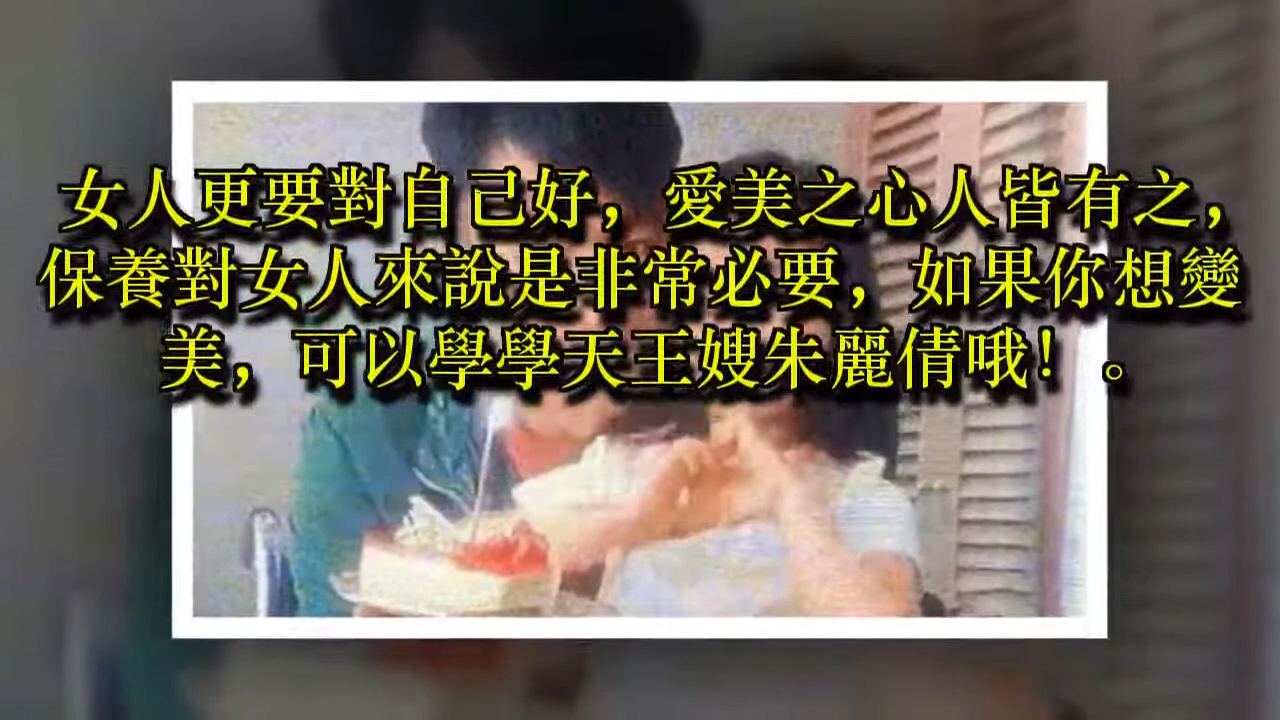 女人更要對自己好，愛美之心人皆有之，
保養對女人來說是非常必要，如果你想變
美，可以學學天王嫂朱麗倩哦！。